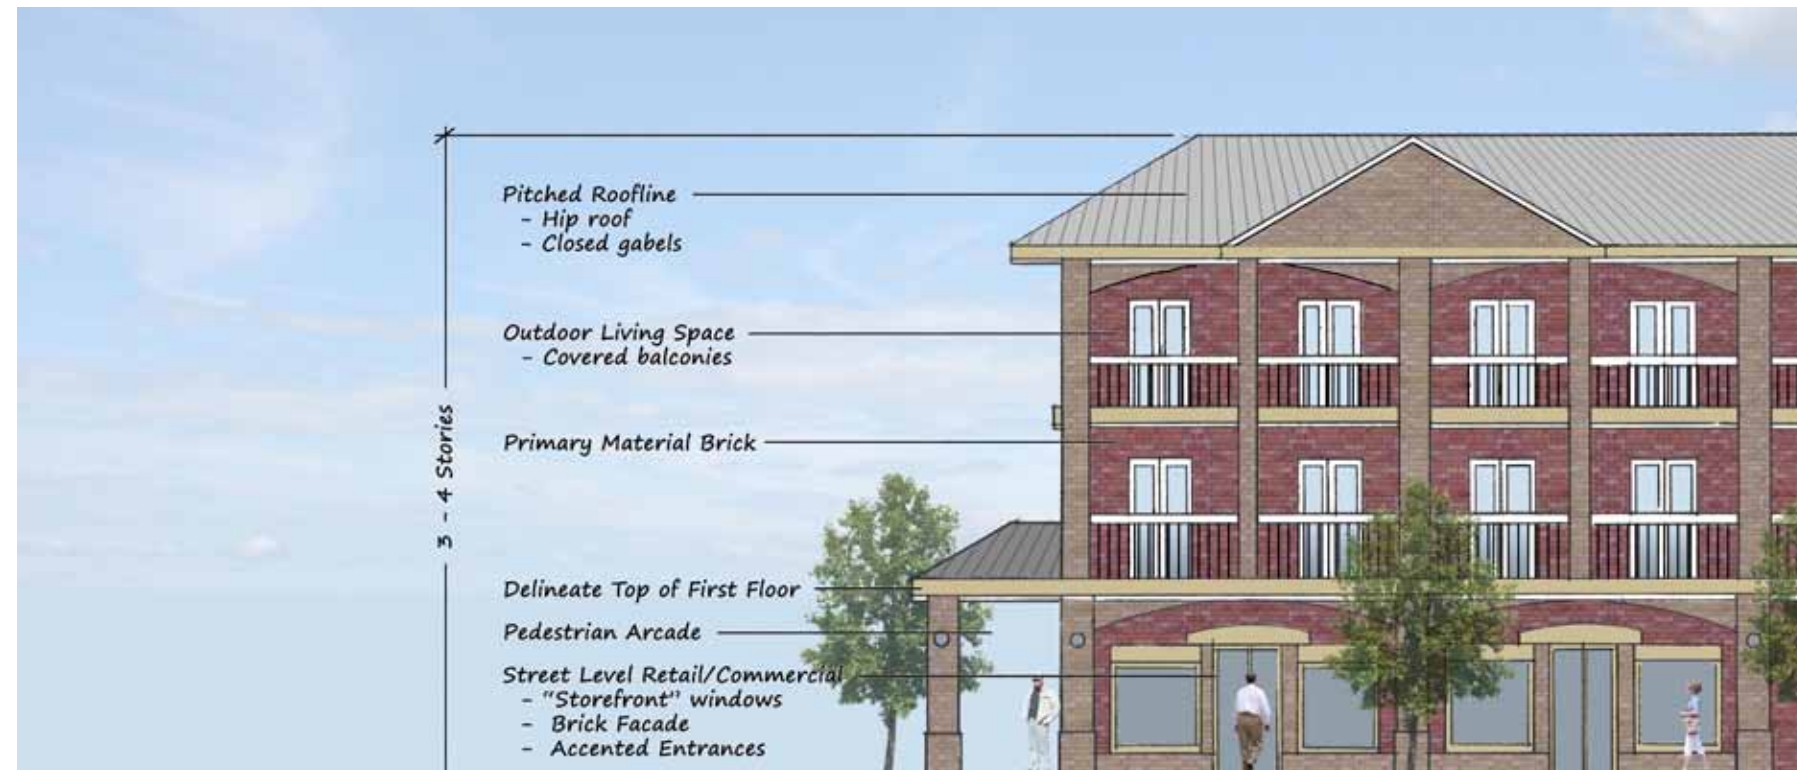 Pitched Roofline
- Hip roof
- Closed gabels
Outdoor Living Space
- Covered balconies
Primary Material Brick
3 - 4 Stories
Delineate Top of First Floor
Pedestrian Arcade
Street Level Retail/Commercial
- “Storefront” windows
- Brick Facade
- Accented Entrances